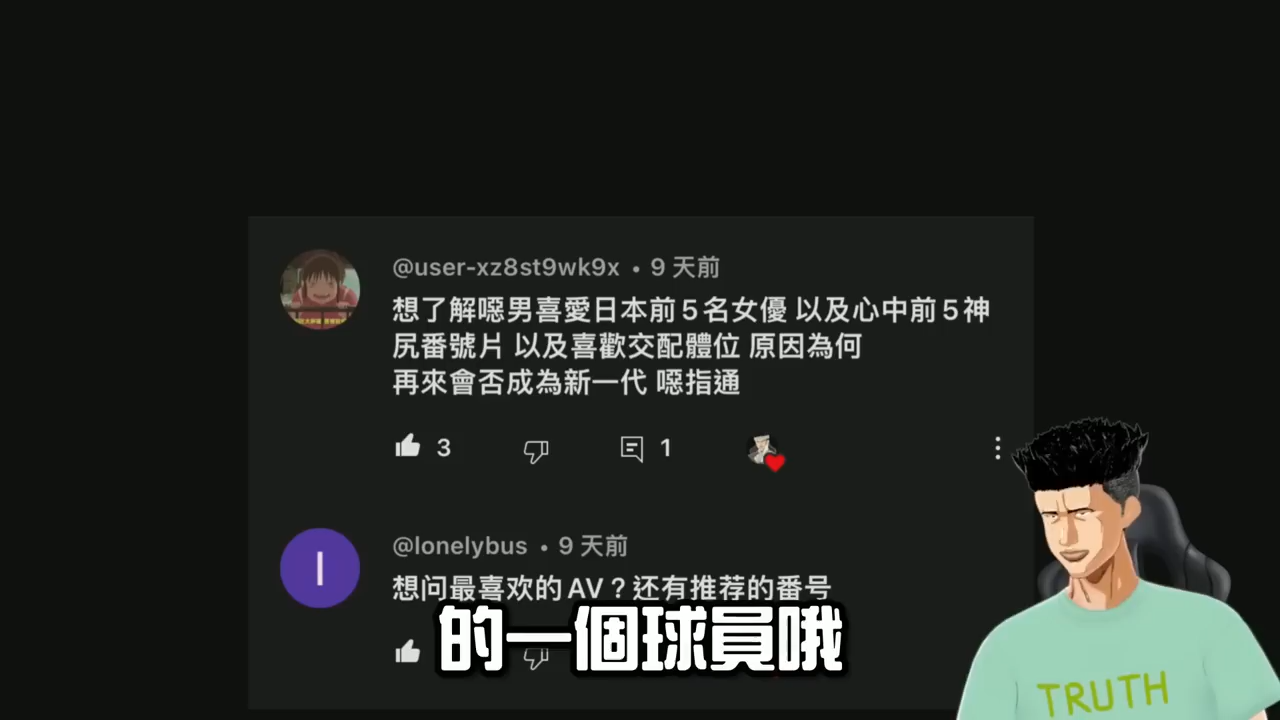 @user-xz8st9wk9x • 9 天前
想了解噁男喜愛日本前5名女優 以及心中前5神
尻番號片 以及喜歡交配體位 原因為何
再來會否成為新一代 噁指通
3
1
I
@lonelybus • 9 天前
想问最喜欢的AV？还有推荐的番号
的一個球員哦
TRUTH